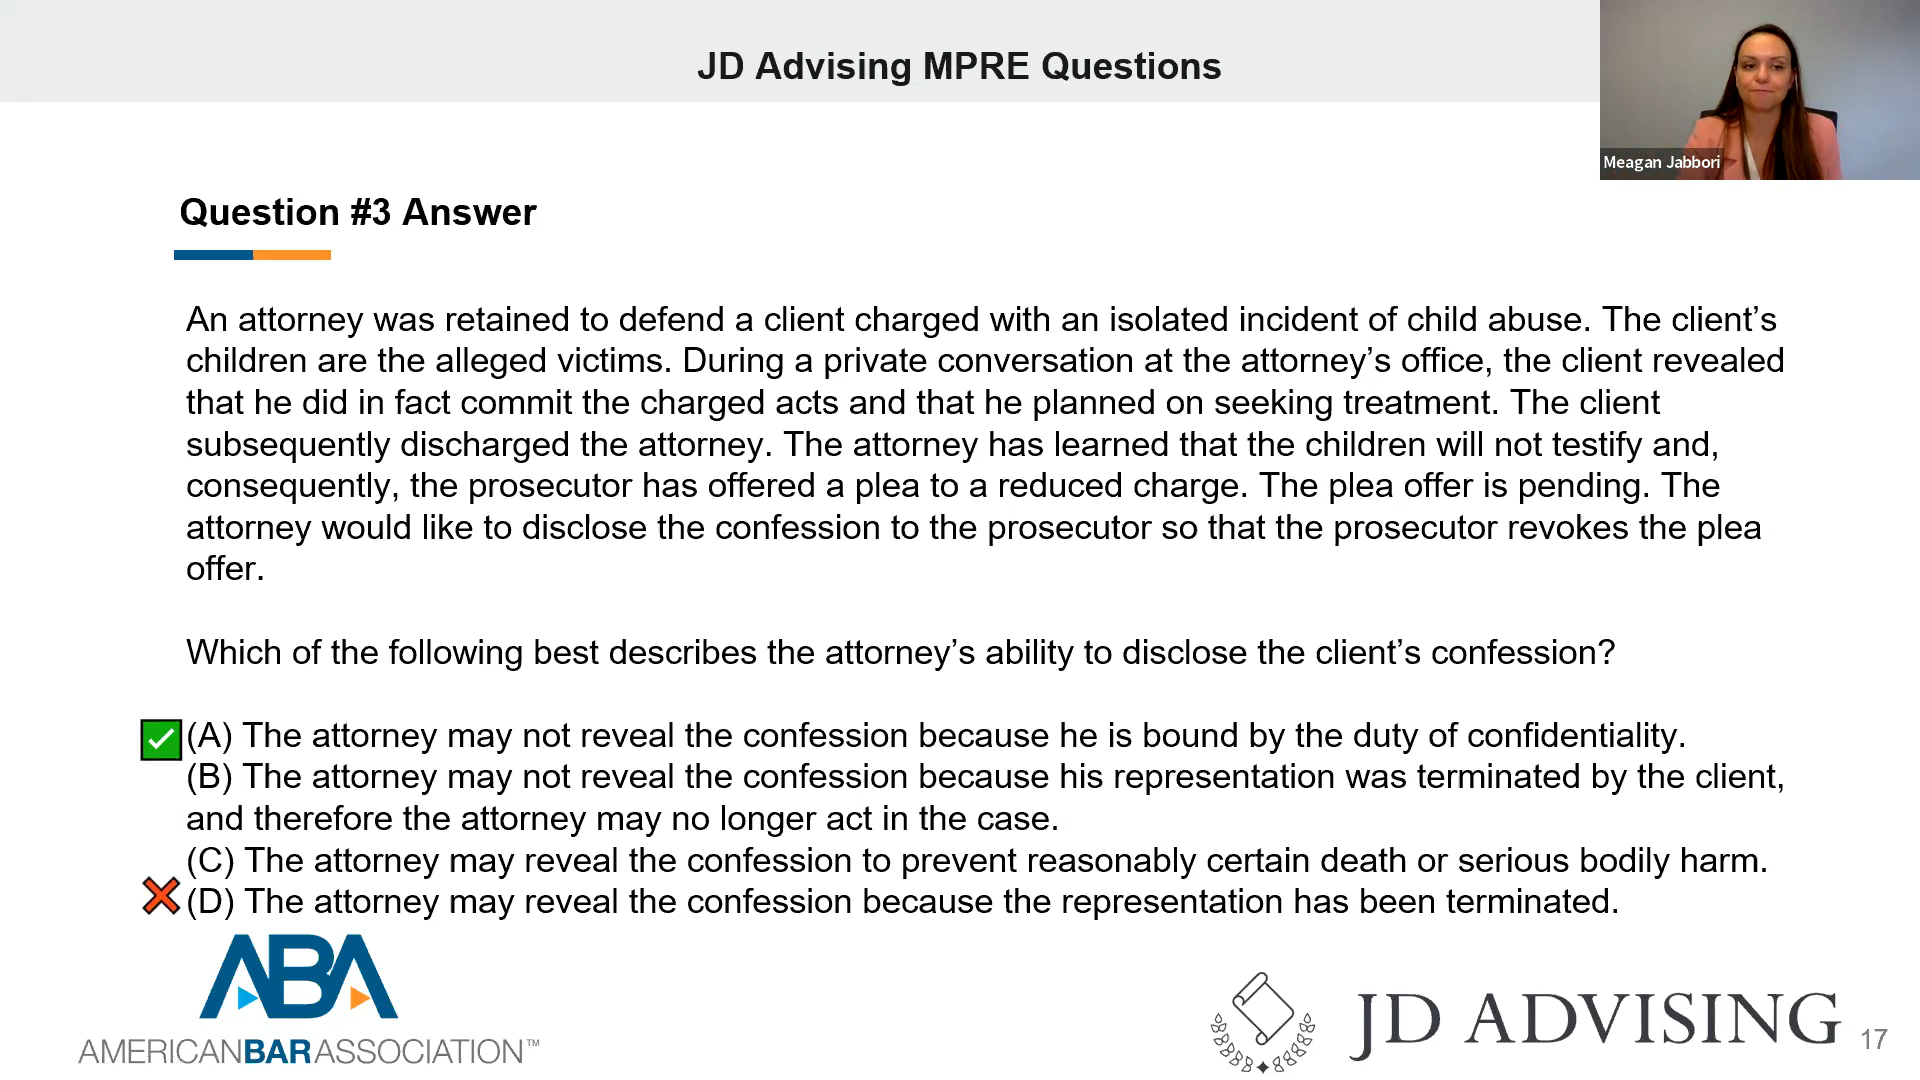 JD Advising MPRE Questions
Meagan Jabbori
Question #3 Answer
An attorney was retained to defend a client charged with an isolated incident of child abuse. The client’s
children are the alleged victims. During a private conversation at the attorney’s office, the client revealed
that he did in fact commit the charged acts and that he planned on seeking treatment. The client
subsequently discharged the attorney. The attorney has learned that the children will not testify and,
consequently, the prosecutor has offered a plea to a reduced charge. The plea offer is pending. The
attorney would like to disclose the confession to the prosecutor so that the prosecutor revokes the plea
offer.
Which of the following best describes the attorney’s ability to disclose the client’s confession?
(A) The attorney may not reveal the confession because he is bound by the duty of confidentiality.
(B) The attorney may not reveal the confession because his representation was terminated by the client,
and therefore the attorney may no longer act in the case.
(C) The attorney may reveal the confession to prevent reasonably certain death or serious bodily harm.
(D) The attorney may reveal the confession because the representation has been terminated.
ABA
AMERICANBARASSOCIATION™
JD ADVISING
17